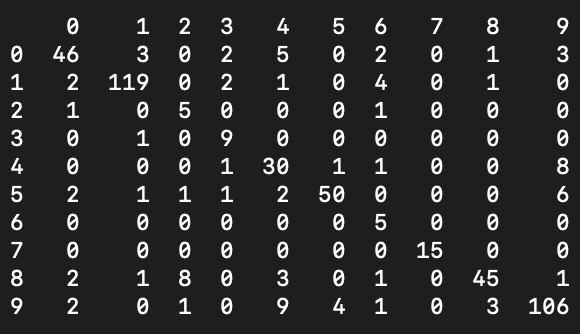 0 1 2 3 4 5 6 7 8 9
0 46 3 0 2 5 0 2 0 1 3
1 2 119 0 2 1 0 4 0 1 0
2 1 0 5 0 0 0 1 0 0 0
3 0 1 0 9 0 0 0 0 0 0
4 0 0 0 1 30 1 1 0 0 8
5 2 1 1 1 2 50 0 0 0 6
6 0 0 0 0 0 0 5 0 0 0
7 0 0 0 0 0 0 0 15 0 0
8 2 1 8 0 3 0 1 0 45 1
9 2 0 1 0 9 4 1 0 3 106